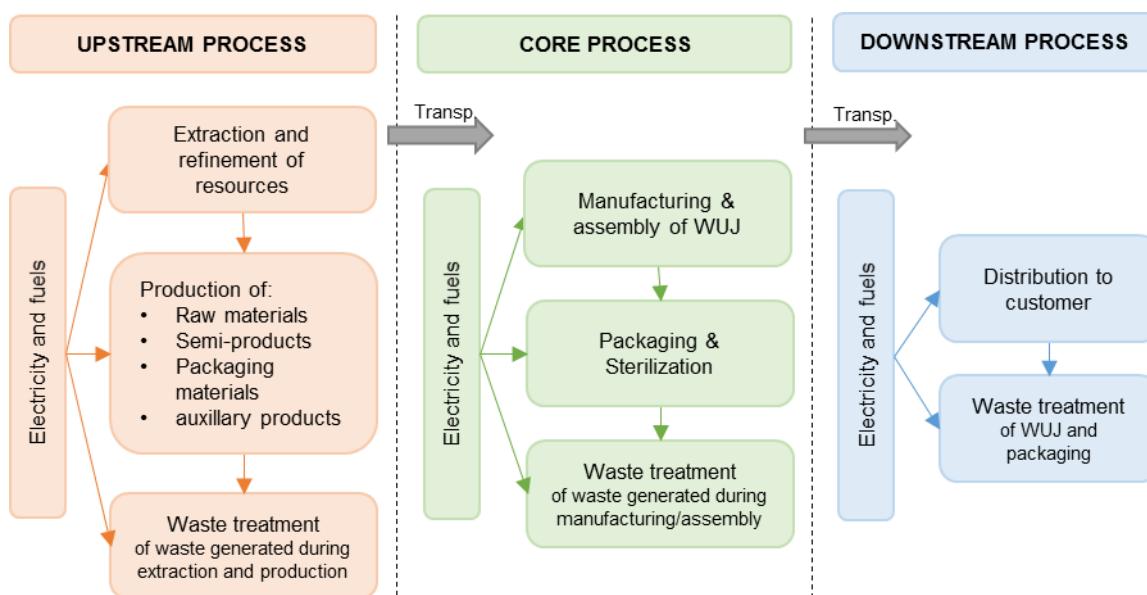 UPSTREAM PROCESS
Electricity and fuels
Extraction and
refinement of
resources
Production of:
• Raw materials
• Semi-products
• Packaging
materials
• auxillary products
Waste treatment
of waste generated during
extraction and production
Transp.
CORE PROCESS
Electricity and fuels
Manufacturing &
assembly of WUJ
Packaging &
Sterilization
Waste treatment
of waste generated during
manufacturing/assembly
Transp.
DOWNSTREAM PROCESS
Electricity and fuels
Distribution to
customer
Waste treatment
of WUJ and
packaging